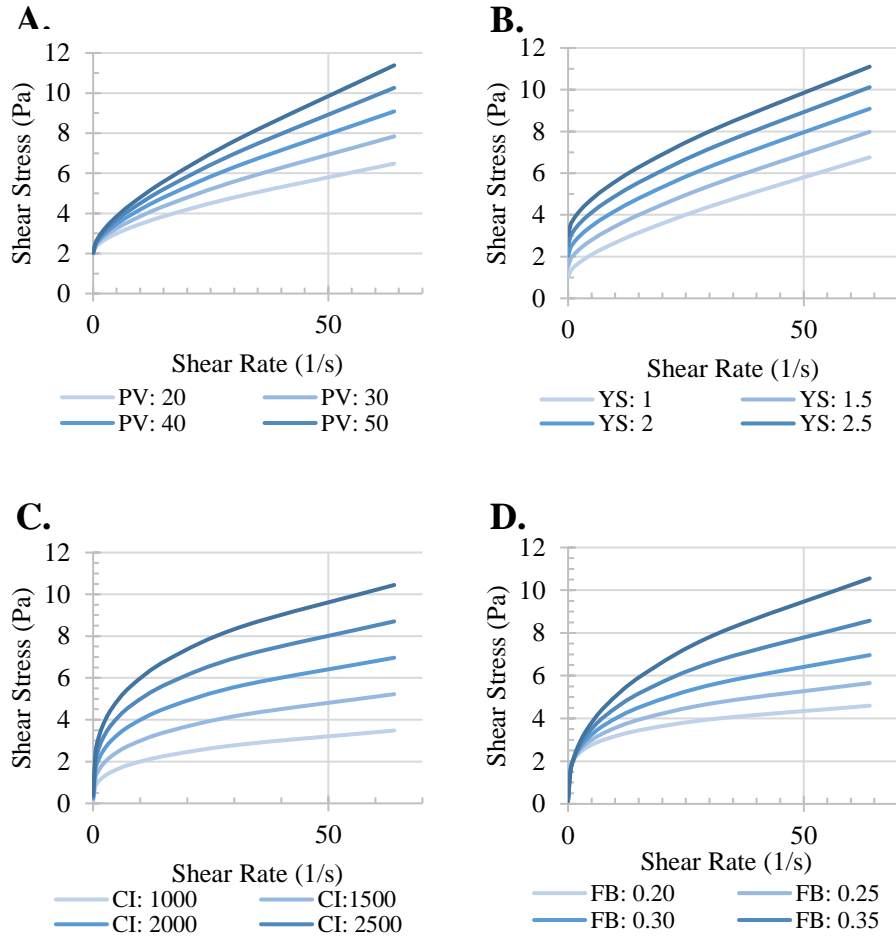 A.
12
10
8
6
4
2
0
Shear Stress (Pa)
0 50
Shear Rate (1/s)
PV: 20 PV: 30
PV: 40 PV: 50
B.
12
10
8
6
4
2
0
Shear Stress (Pa)
0 50
Shear Rate (1/s)
YS: 1 YS: 1.5
YS: 2 YS: 2.5
C.
12
10
8
6
4
2
0
Shear Stress (Pa)
0 50
Shear Rate (1/s)
CI: 1000 CI:1500
CI: 2000 CI: 2500
D.
12
10
8
6
4
2
0
Shear Stress (Pa)
0 50
Shear Rate (1/s)
FB: 0.20 FB: 0.25
FB: 0.30 FB: 0.35